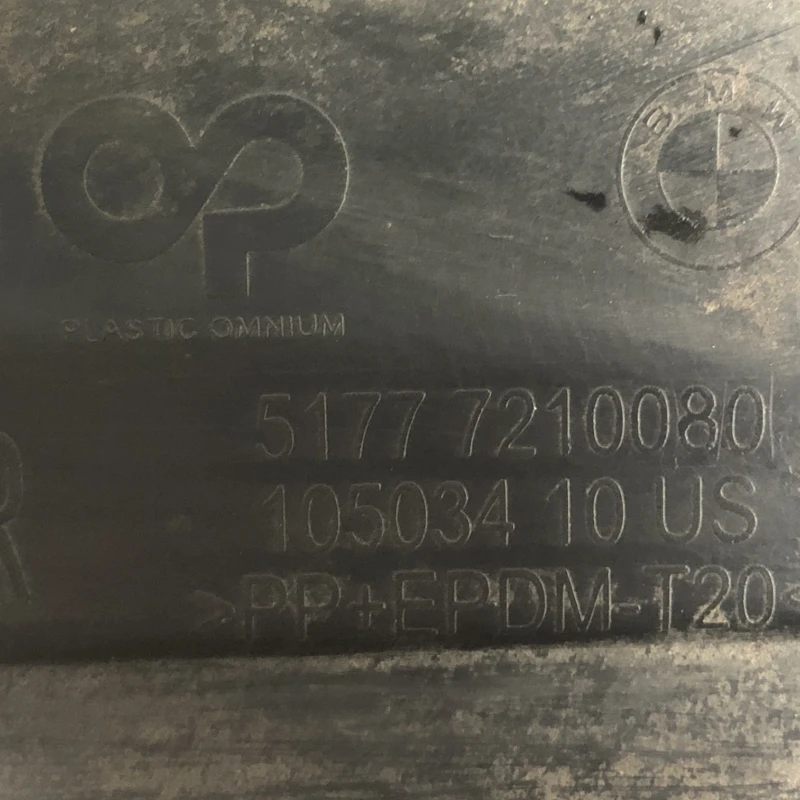 BMW
PLASTIC OMNIUM
5177 7210080
105034 10 US
R
>PP+EPDM-T20<